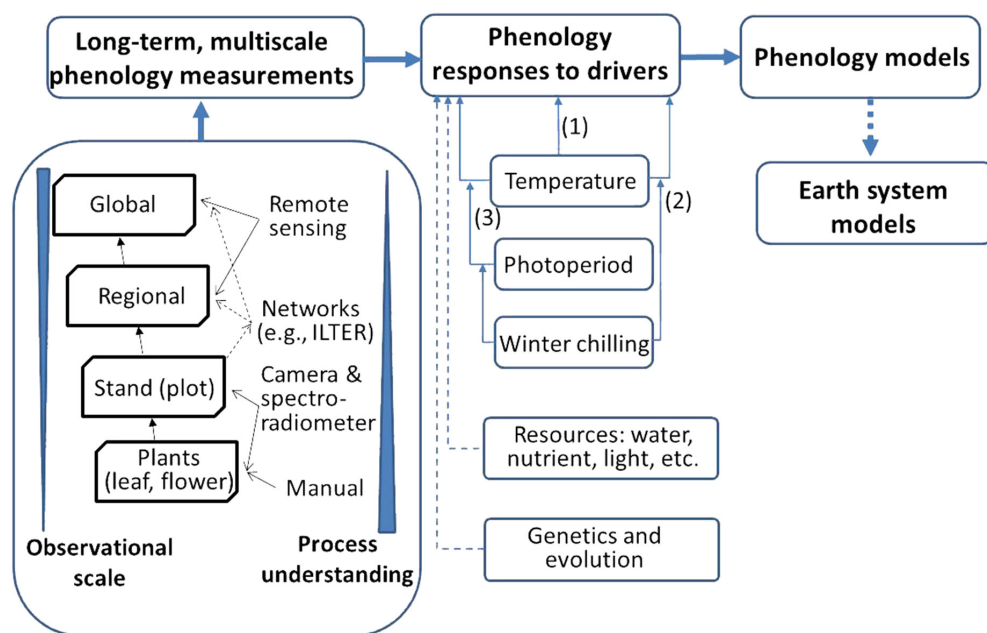 Long-term, multiscale
phenology measurements
Phenology
responses to drivers
Phenology models
Earth system
models
Global
Regional
Stand (plot)
Plants
(leaf, flower)
Remote
sensing
Networks
(e.g., ILTER)
Camera &
spectro-
radiometer
Manual
Observational
scale
Process
understanding
(1)
Temperature
(2)
(3)
Photoperiod
Winter chilling
Resources: water,
nutrient, light, etc.
Genetics and
evolution